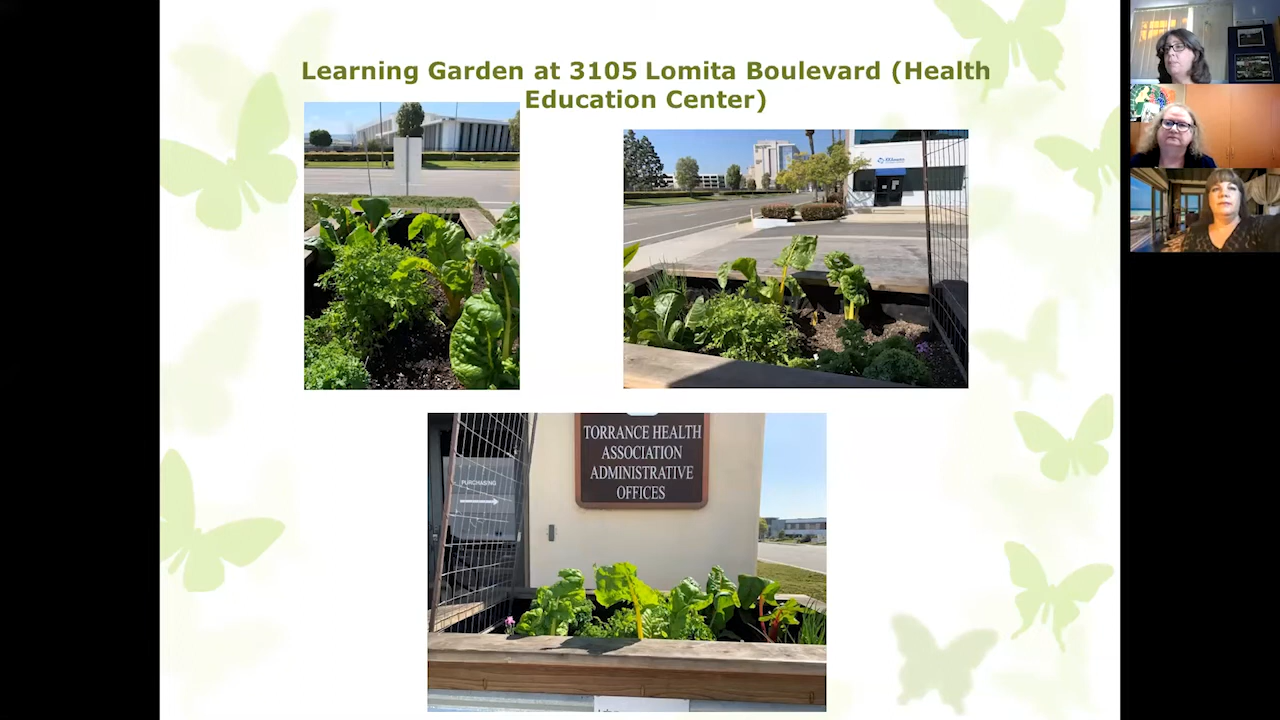 Learning Garden at 3105 Lomita Boulevard (Health
Education Center)
PURCHASING
TORRANCE HEALTH
ASSOCIATION
ADMINISTRATIVE
OFFICES